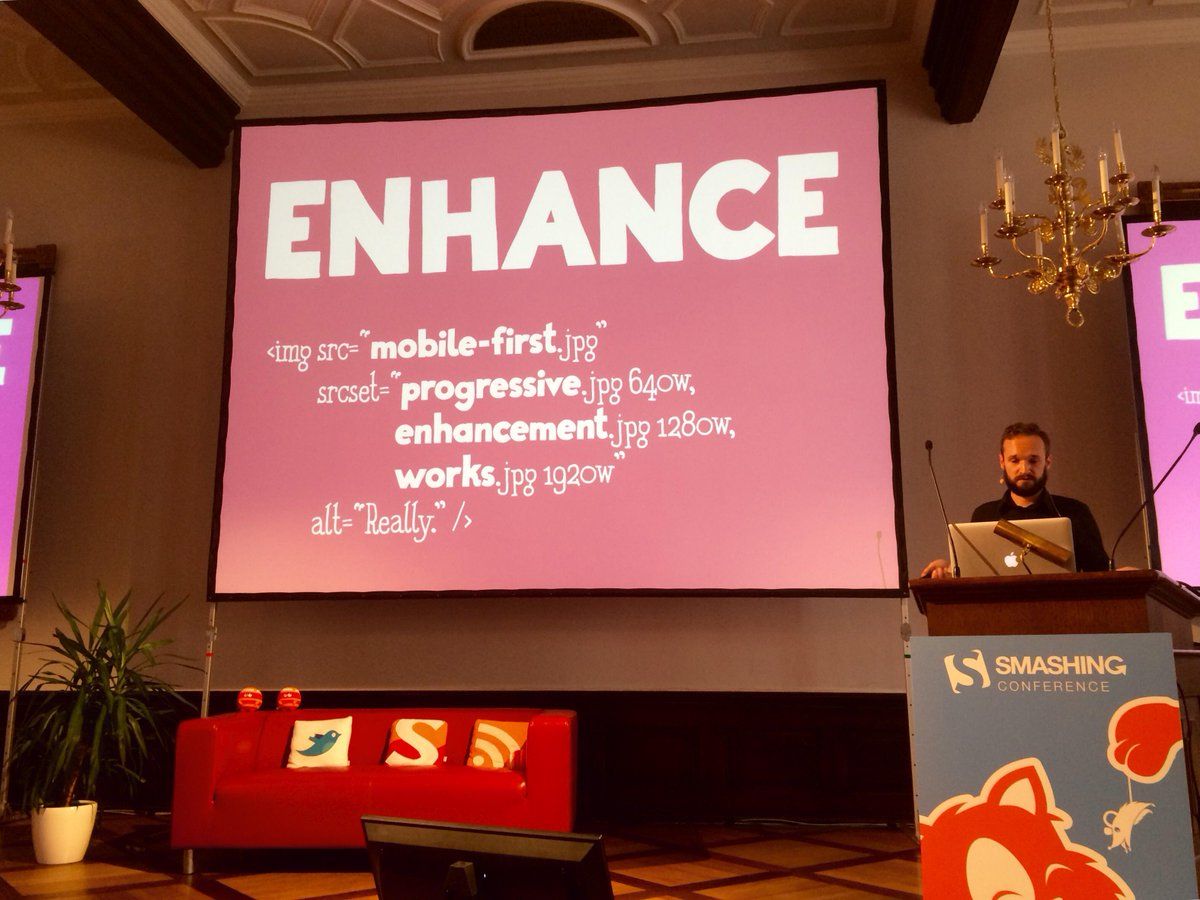 ENHANCE
<img src="mobile-first.jpg"
srcset="progressive.jpg 640w,
enhancement.jpg 1280w,
works.jpg 1920w"
alt="Really." />
S SMASHING
CONFERENCE
S